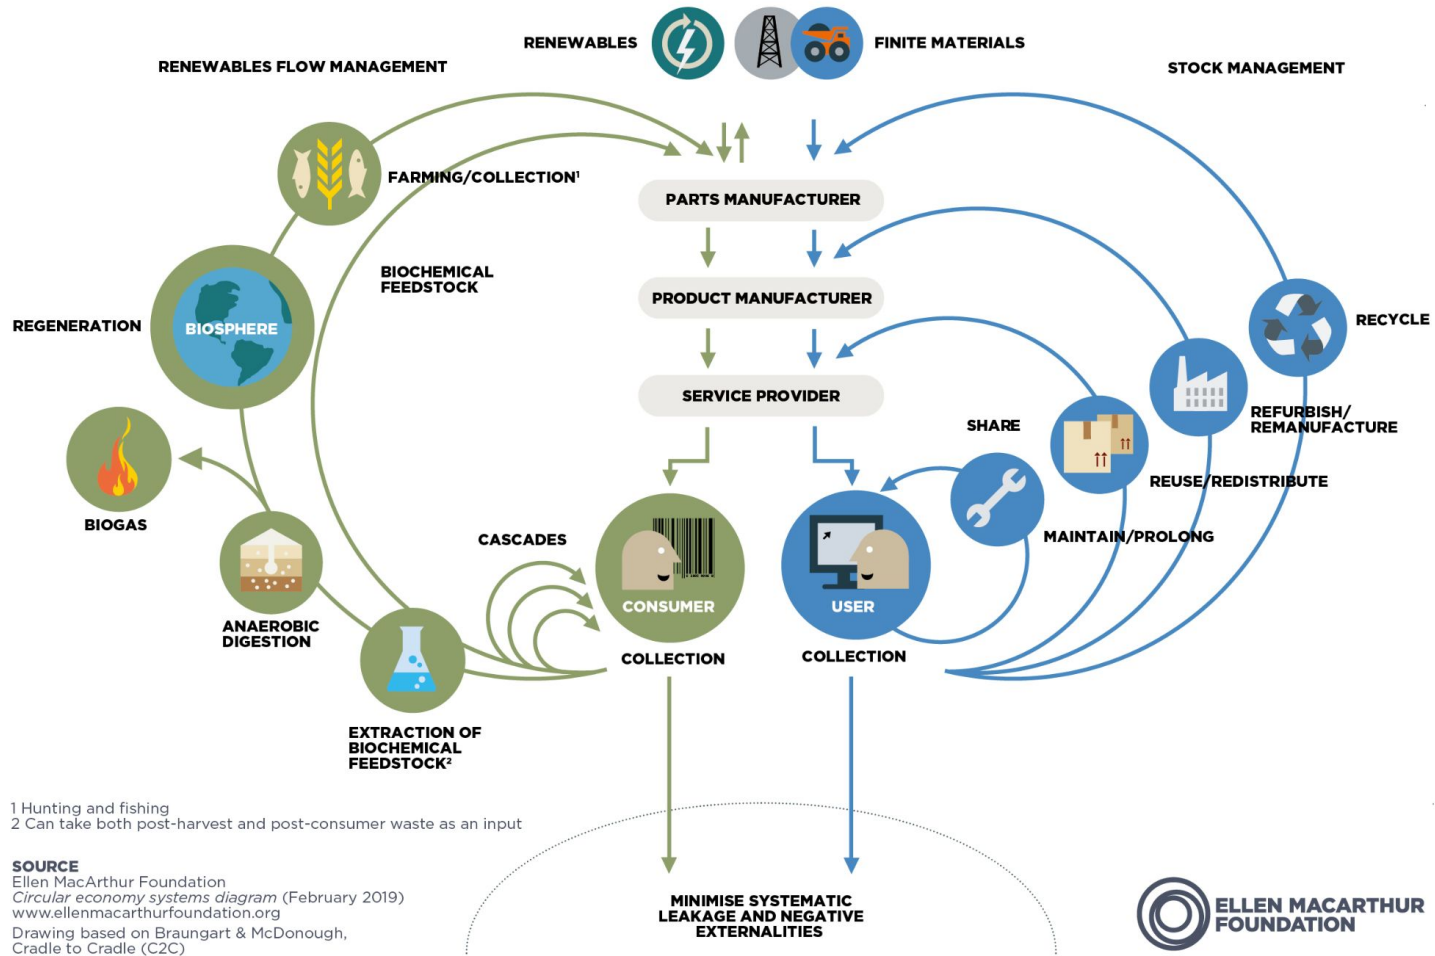 RENEWABLES
FINITE MATERIALS
RENEWABLES FLOW MANAGEMENT
STOCK MANAGEMENT
FARMING/COLLECTION¹
PARTS MANUFACTURER
BIOCHEMICAL
FEEDSTOCK
PRODUCT MANUFACTURER
REGENERATION
BIOSPHERE
RECYCLE
SERVICE PROVIDER
SHARE
REFURBISH/
REMANUFACTURE
REUSE/REDISTRIBUTE
BIOGAS
CASCADES
MAINTAIN/PROLONG
CONSUMER
USER
ANAEROBIC
DIGESTION
COLLECTION
COLLECTION
EXTRACTION OF
BIOCHEMICAL
FEEDSTOCK²
1 Hunting and fishing
2 Can take both post-harvest and post-consumer waste as an input
SOURCE
Ellen MacArthur Foundation
Circular economy systems diagram (February 2019)
www.ellenmacarthurfoundation.org
Drawing based on Braungart & McDonough,
Cradle to Cradle (C2C)
MINIMISE SYSTEMATIC
LEAKAGE AND NEGATIVE
EXTERNALITIES
ELLEN MACARTHUR
FOUNDATION